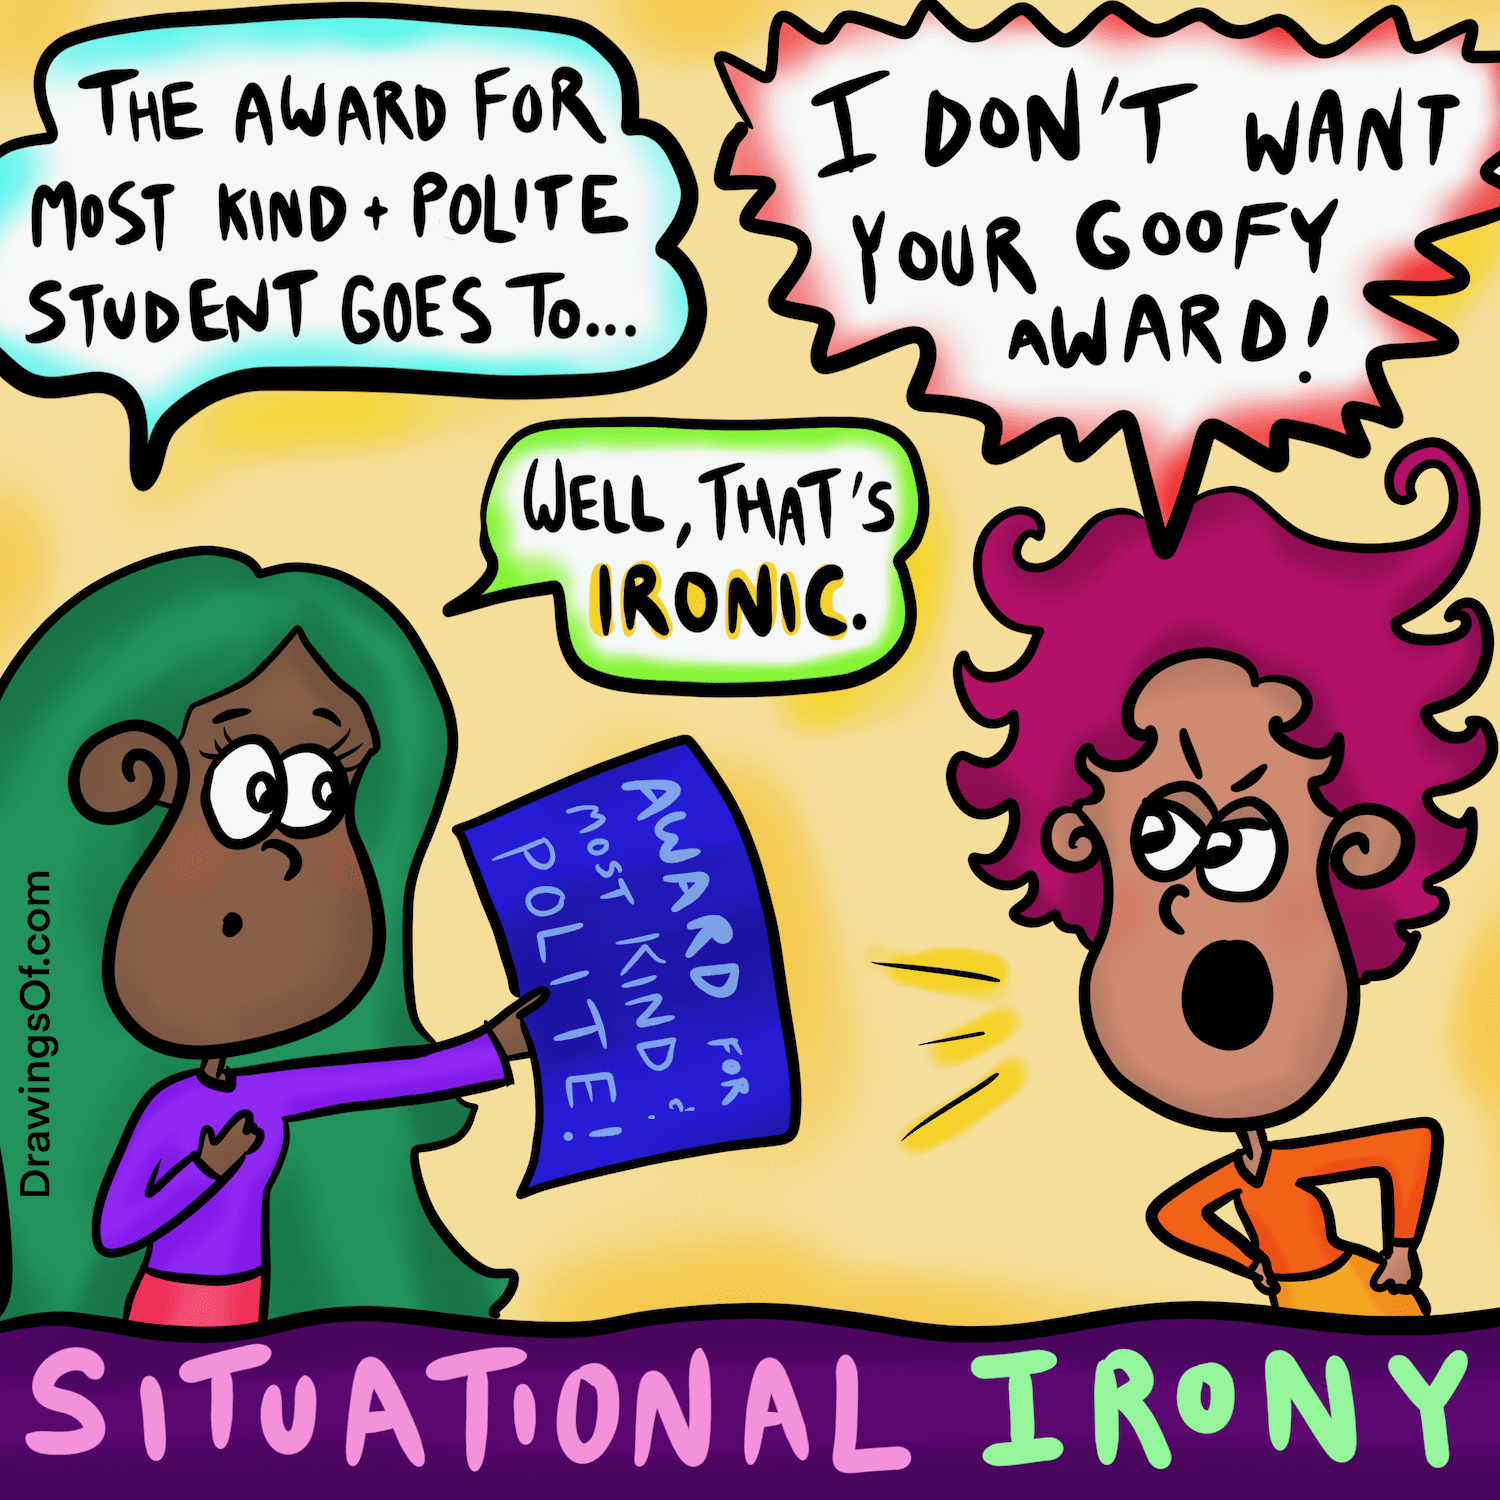 THE AWARD FOR
MOST KIND + POLITE
STUDENT GOES TO...
I DON'T WANT
YOUR GOOFY
AWARD!
WELL, THAT'S
IRONIC.
AWARD FOR
MOST KIND &
POLITE!
DrawingsOf.com
SITUATIONAL IRONY